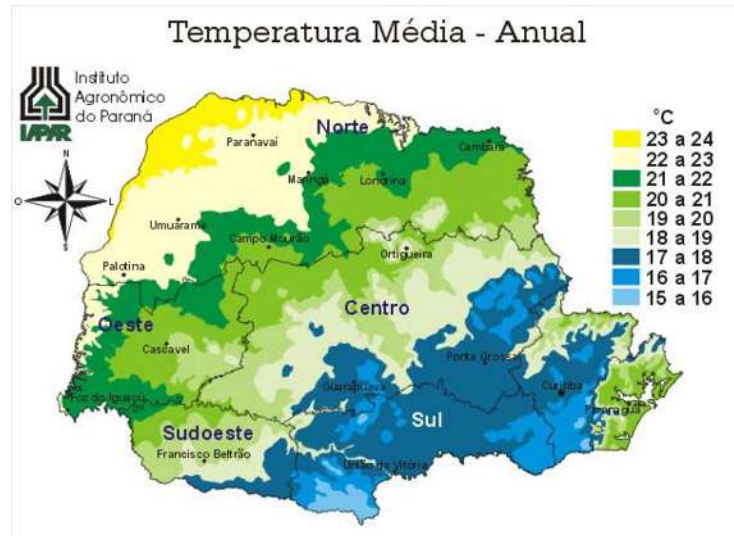 Temperatura Média - Anual
Instituto
Agronômico
do Paraná
IAPAR
N
O
L
S
°C
23 a 24
22 a 23
21 a 22
20 a 21
19 a 20
18 a 19
17 a 18
16 a 17
15 a 16
Norte
Paranavaí
Cambará
Maringá
Londrina
Umuarama
Campo Mourão
Ortigueira
Palotina
Centro
Oeste
Cascavel
Ponta Grossa
Guarapuava
Curitiba
Foz do Iguaçú
Paranaguá
Sul
Sudoeste
Francisco Beltrão
União da Vitória